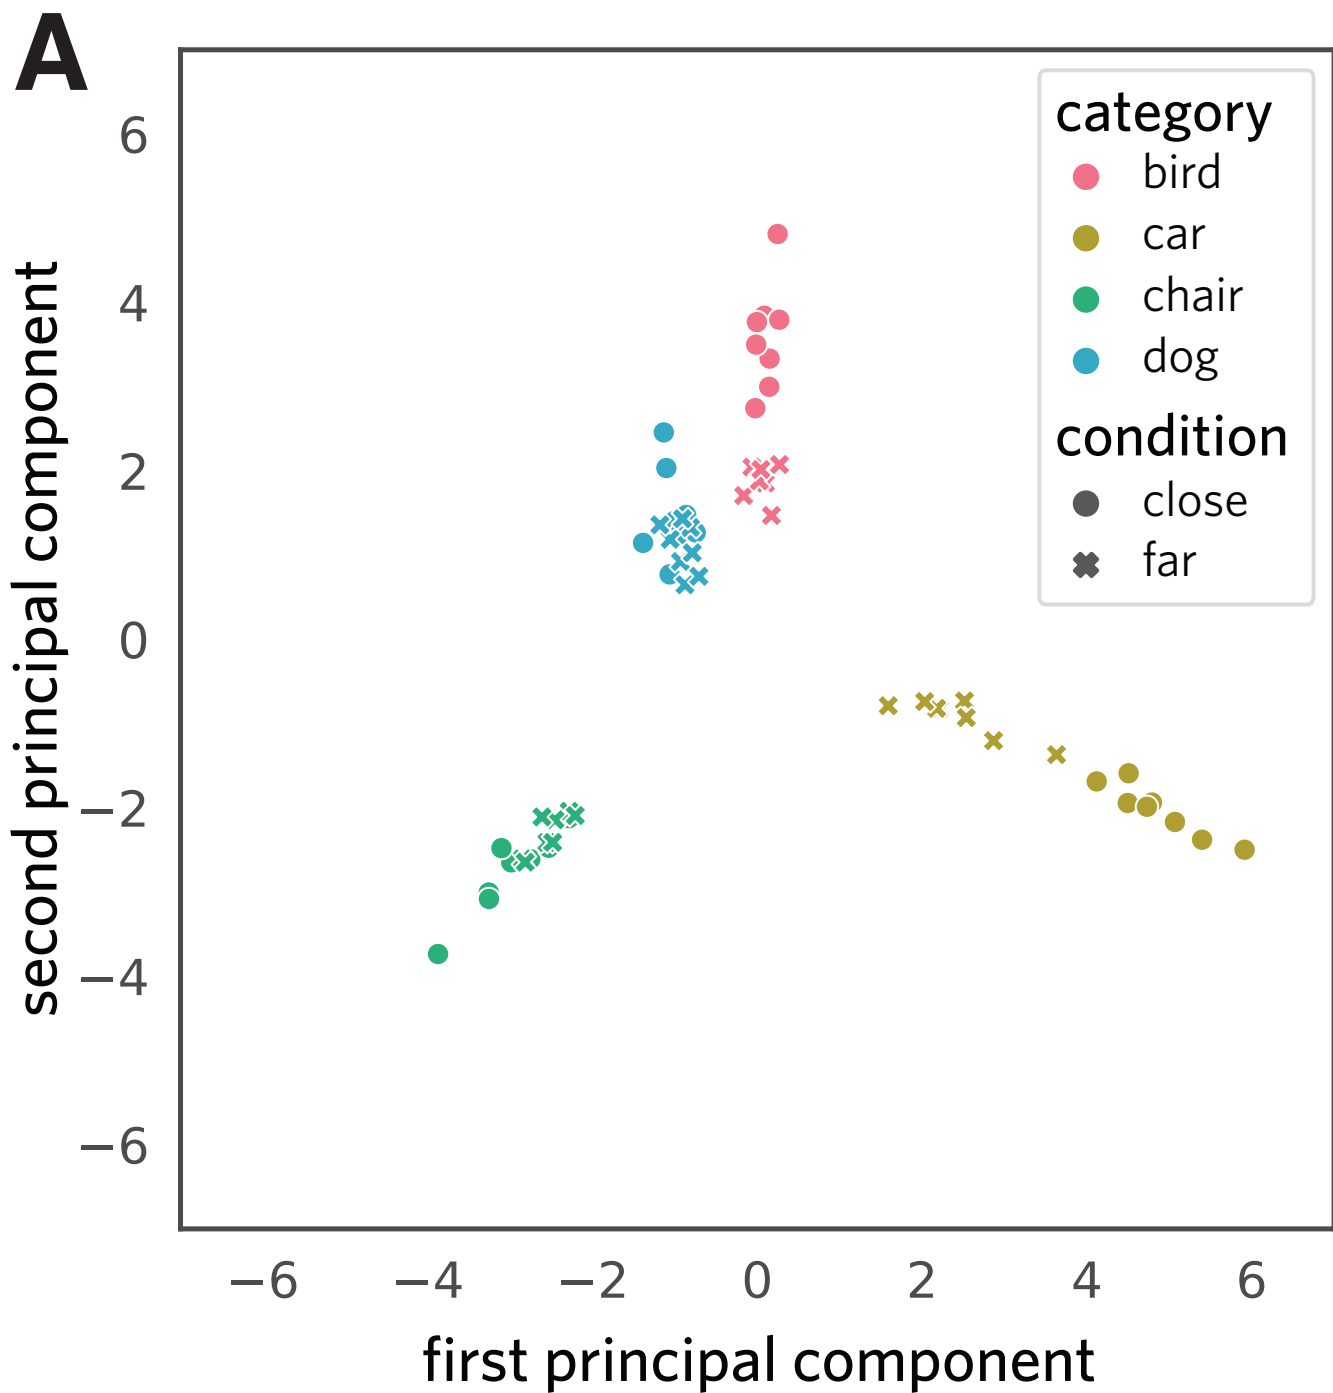 A
category
bird
car
chair
dog
condition
close
far
second principal component
6
4
2
0
−2
−4
−6
−6 −4 −2 0 2 4 6
first principal component